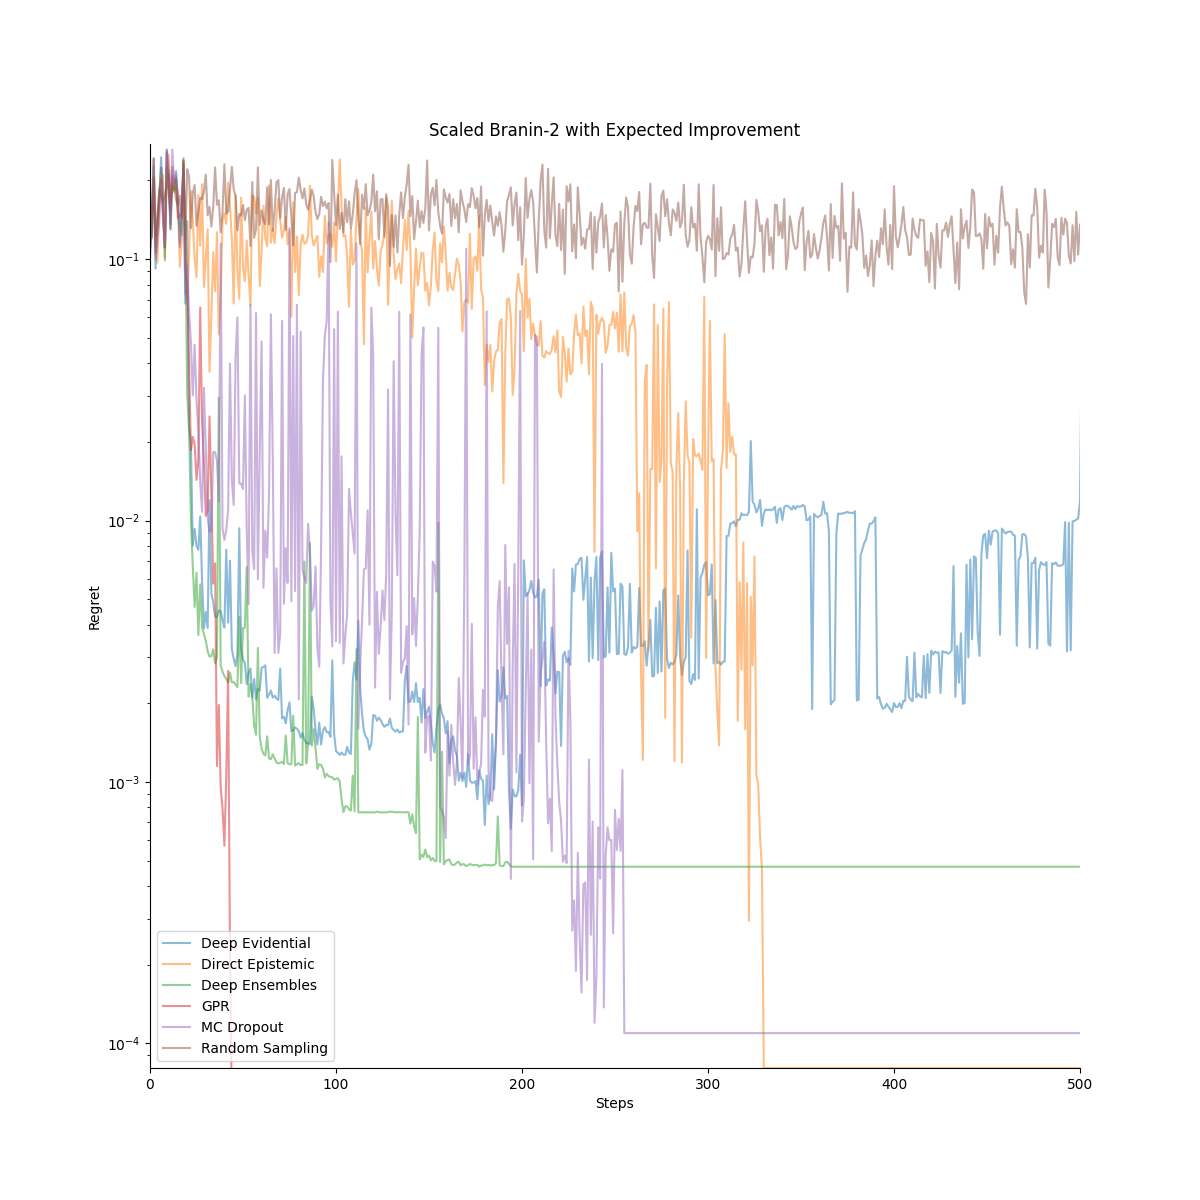 Scaled Branin-2 with Expected Improvement
Regret
10⁻¹
10⁻²
10⁻³
10⁻⁴
Deep Evidential
Direct Epistemic
Deep Ensembles
GPR
MC Dropout
Random Sampling
0 100 200 300 400 500
Steps